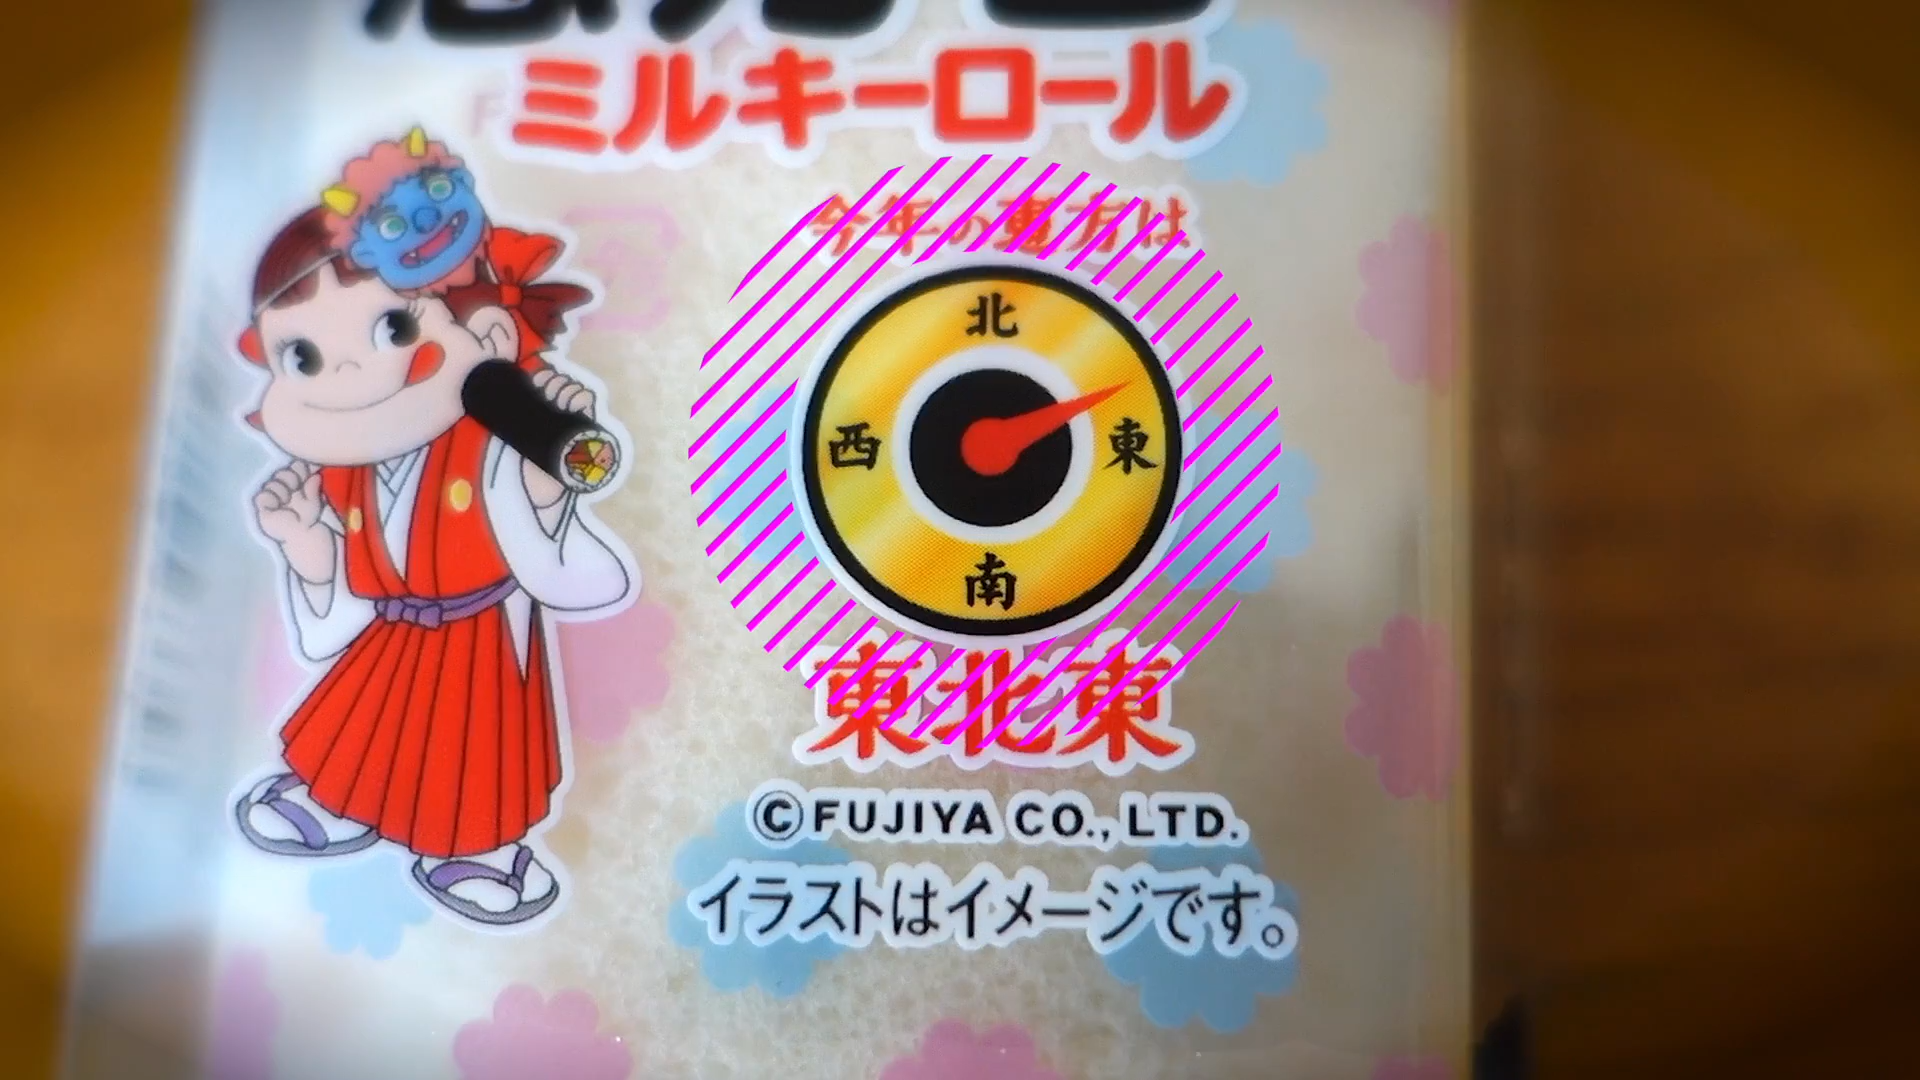 ミルキーロール
今年の恵方は
北
西 東
南
東北東
©FUJIYA CO., LTD.
イラストはイメージです。